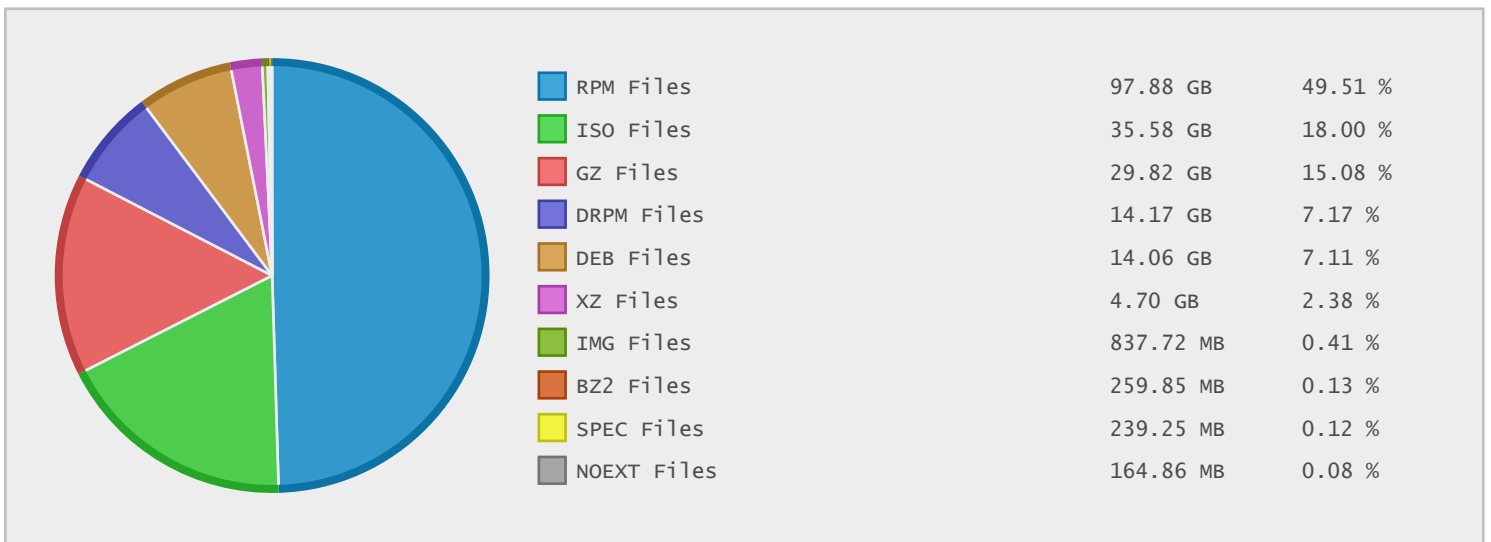 RPM Files 97.88 GB 49.51 %
ISO Files 35.58 GB 18.00 %
GZ Files 29.82 GB 15.08 %
DRPM Files 14.17 GB 7.17 %
DEB Files 14.06 GB 7.11 %
XZ Files 4.70 GB 2.38 %
IMG Files 837.72 MB 0.41 %
BZ2 Files 259.85 MB 0.13 %
SPEC Files 239.25 MB 0.12 %
NOEXT Files 164.86 MB 0.08 %